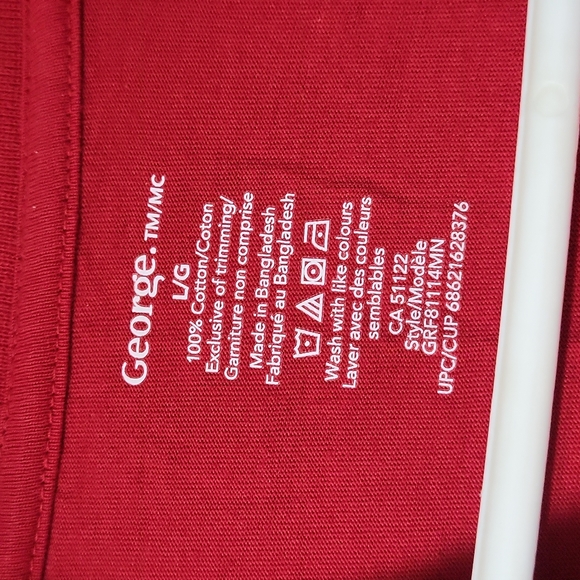 George. TM/MC
L/G
100% Cotton/Coton
Exclusive of trimming/
Garniture non comprise
Made in Bangladesh
Fabriqué au Bangladesh
Wash with like colours
Laver avec des couleurs
semblables
CA 51122
Style/Modèle
GRF81114MN
UPC/CUP 68621628376